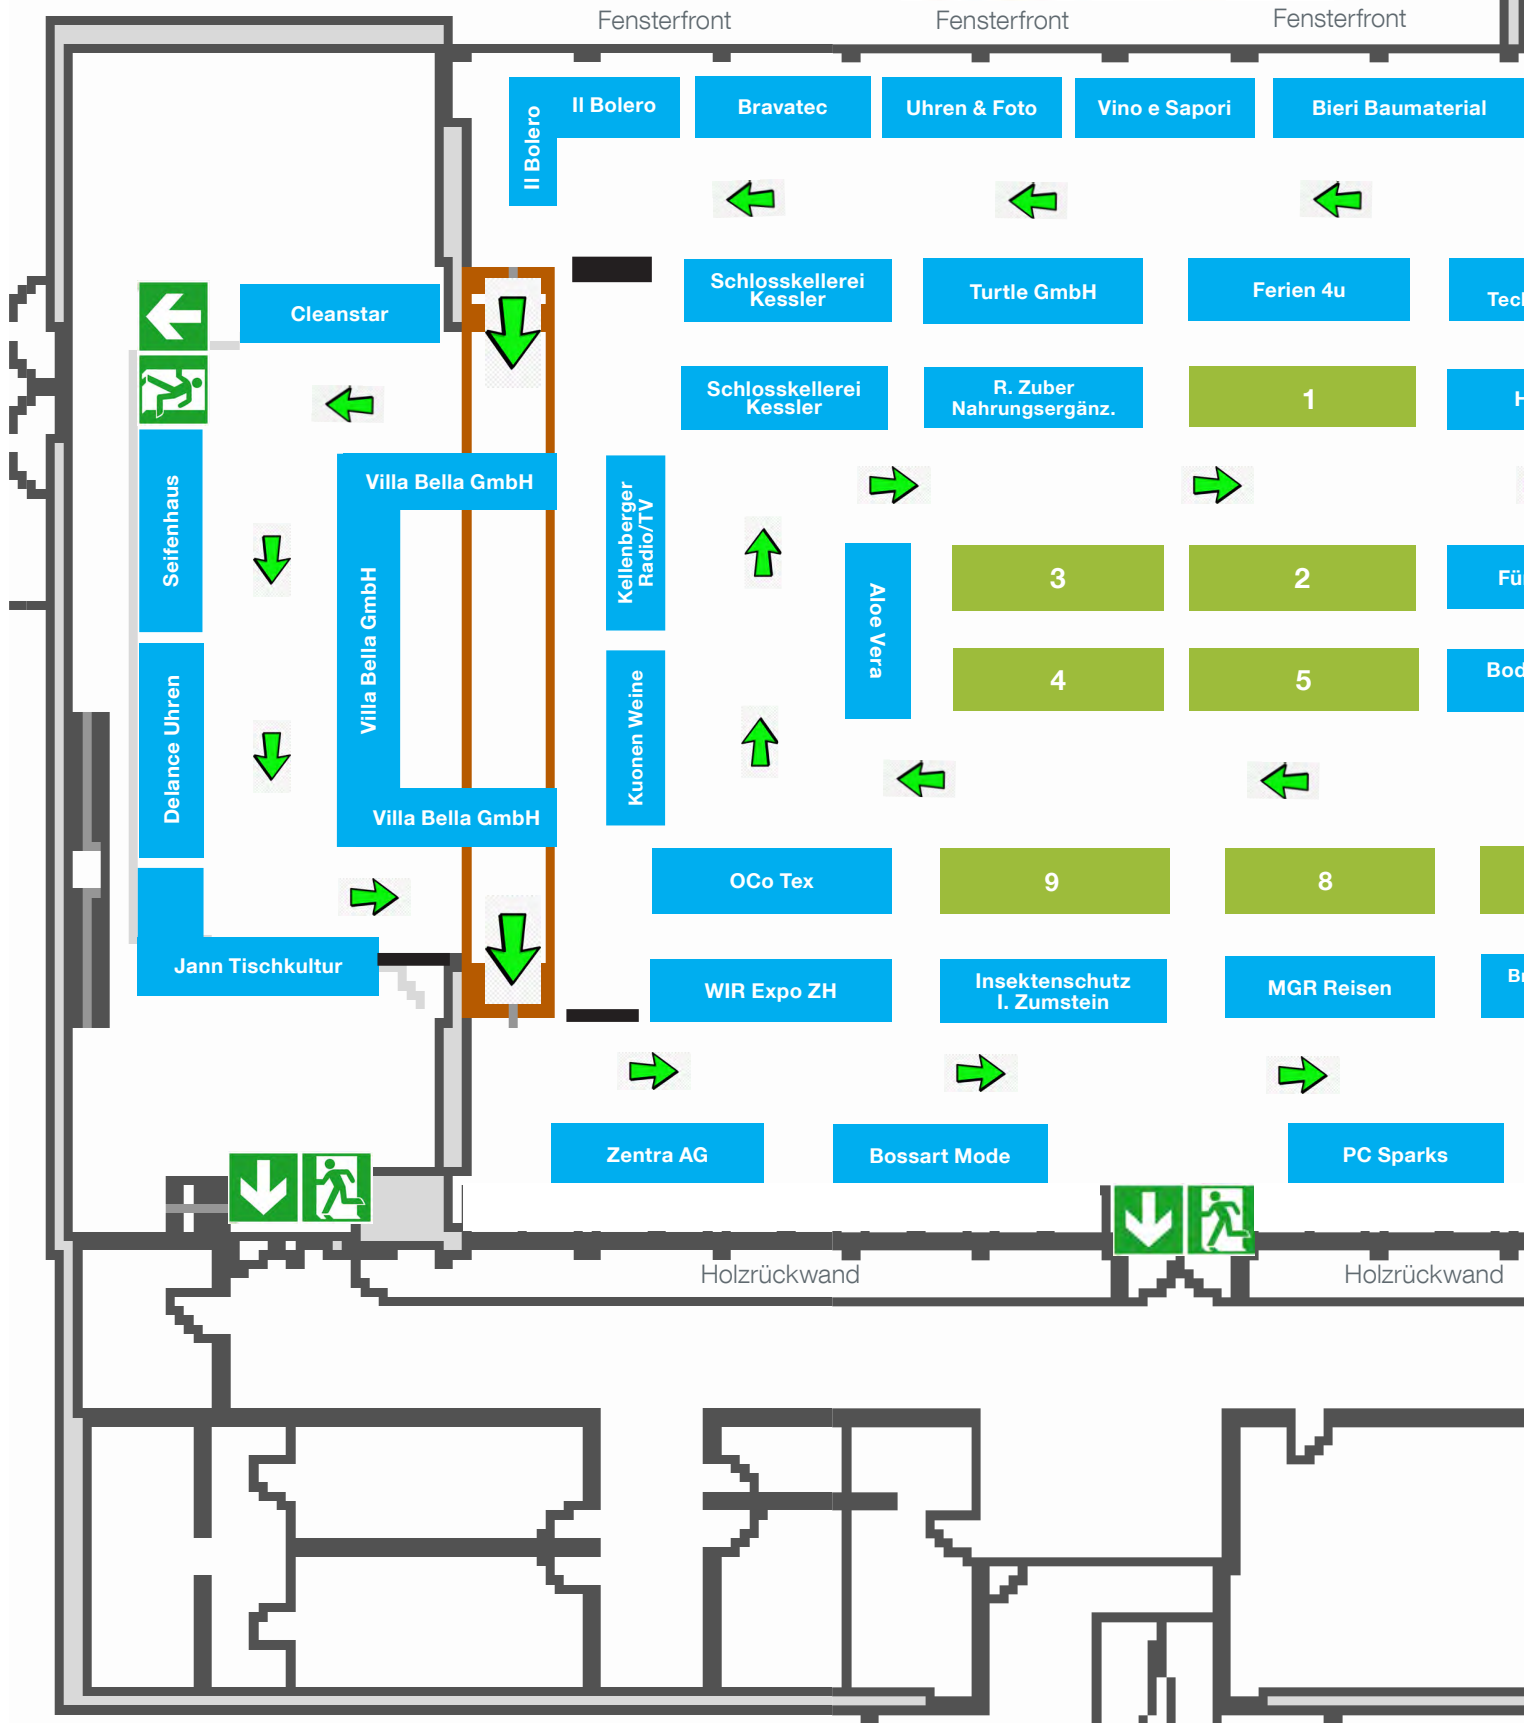 Fensterfront
Fensterfront
Fensterfront
Il Bolero
Il Bolero
Bravatec
Uhren & Foto
Vino e Sapori
Bieri Baumaterial
Cleanstar
Schlosskellerei
Kessler
Turtle GmbH
Ferien 4u
Schlosskellerei
Kessler
R. Zuber
Nahrungsergänz.
1
Seifenhaus
Villa Bella GmbH
Villa Bella GmbH
Kellenberger
Radio/TV
Aloe Vera
3
2
4
5
Delance Uhren
Kuonen Weine
Villa Bella GmbH
OCo Tex
9
8
Jann Tischkultur
WIR Expo ZH
Insektenschutz
I. Zumstein
MGR Reisen
Zentra AG
Bossart Mode
PC Sparks
Holzrückwand
Holzrückwand